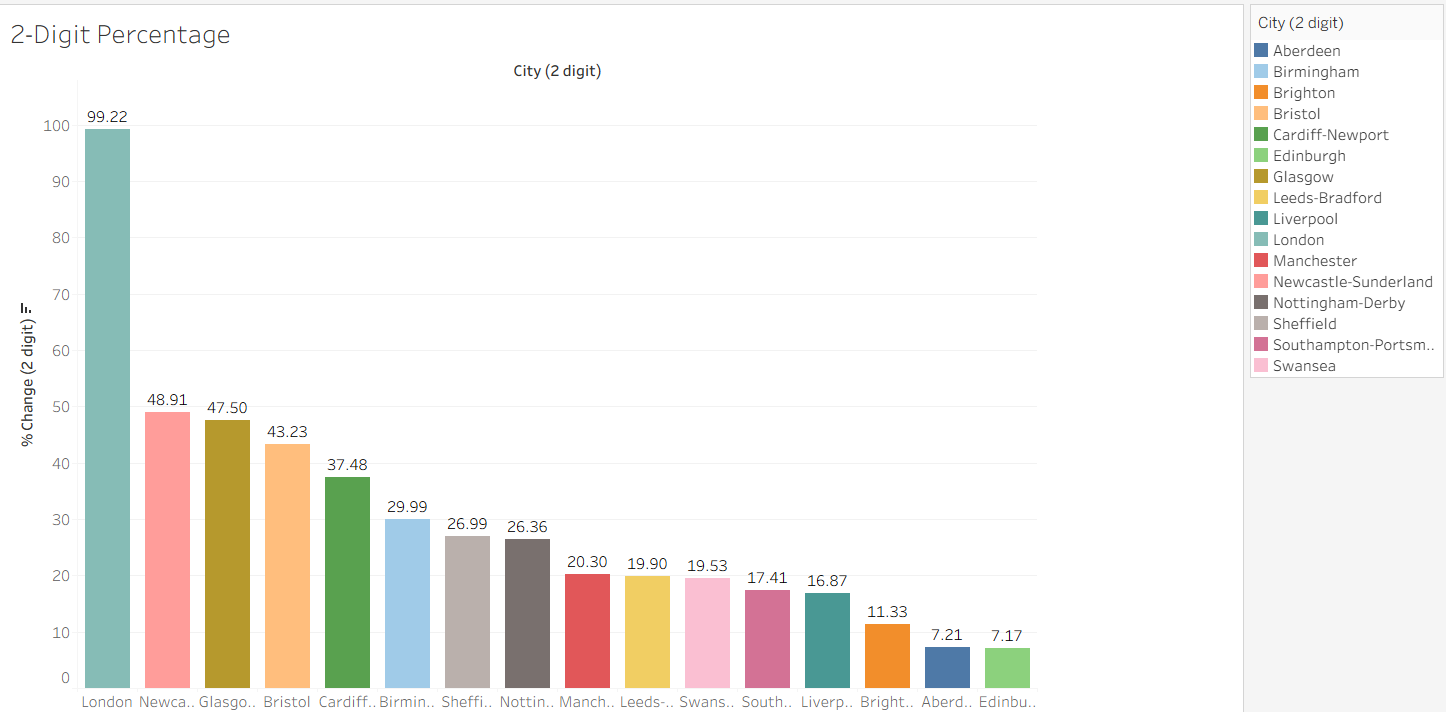 2-Digit Percentage
City (2 digit)
% Change (2 digit)
100
90
80
70
60
50
40
30
20
10
0
99.22
48.91
47.50
43.23
37.48
29.99
26.99
26.36
20.30
19.90
19.53
17.41
16.87
11.33
7.21
7.17
London Newca.. Glasgo.. Bristol Cardiff.. Birmin.. Sheffi.. Nottin.. Manch.. Leeds-.. Swans.. South.. Liverp.. Bright.. Aberd.. Edinbu..
City (2 digit)
Aberdeen
Birmingham
Brighton
Bristol
Cardiff-Newport
Edinburgh
Glasgow
Leeds-Bradford
Liverpool
London
Manchester
Newcastle-Sunderland
Nottingham-Derby
Sheffield
Southampton-Portsm..
Swansea